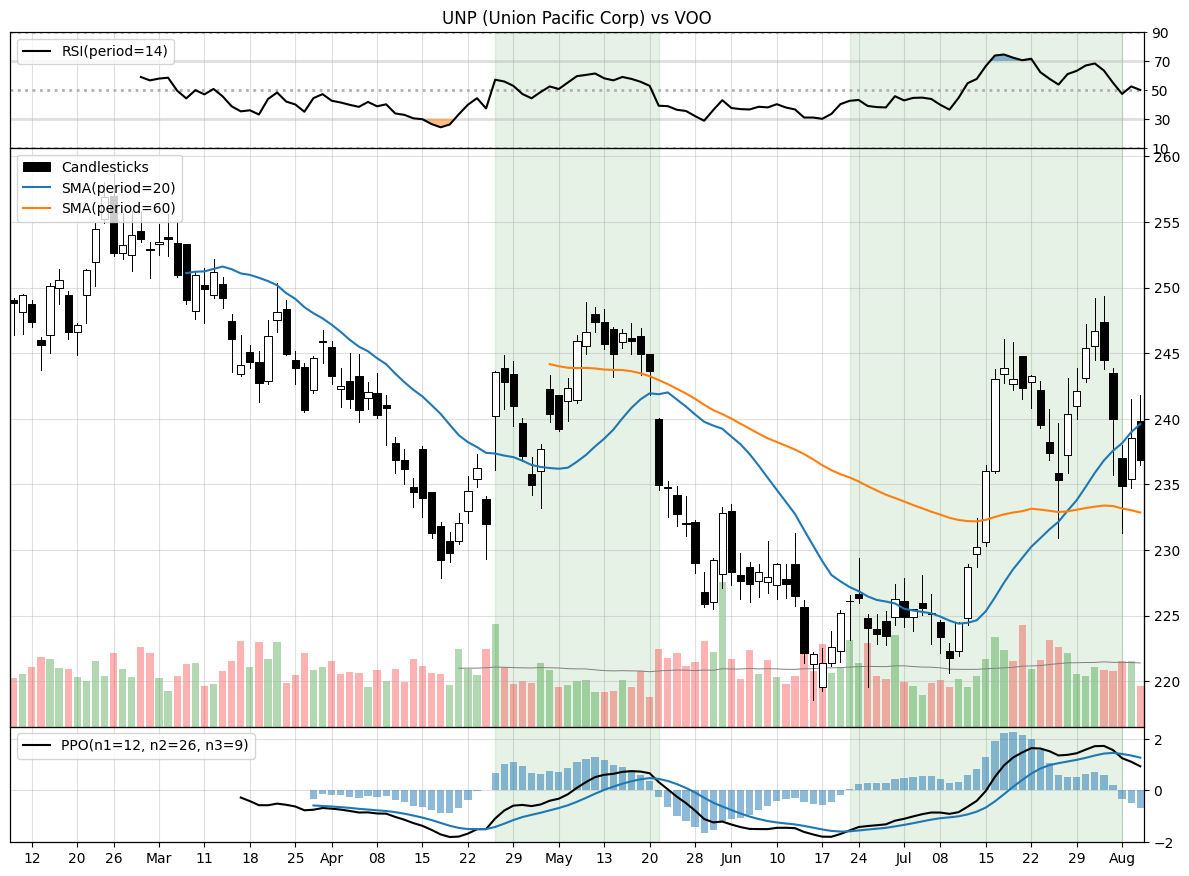 UNP (Union Pacific Corp) vs VOO
RSI(period=14)
90
70
50
30
10
Candlesticks
SMA(period=20)
SMA(period=60)
260
255
250
245
240
235
230
225
220
PPO(n1=12, n2=26, n3=9)
2
0
−2
12 20 26 Mar 11 18 25 Apr 08 15 22 29 May 13 20 28 Jun 10 17 24 Jul 08 15 22 29 Aug